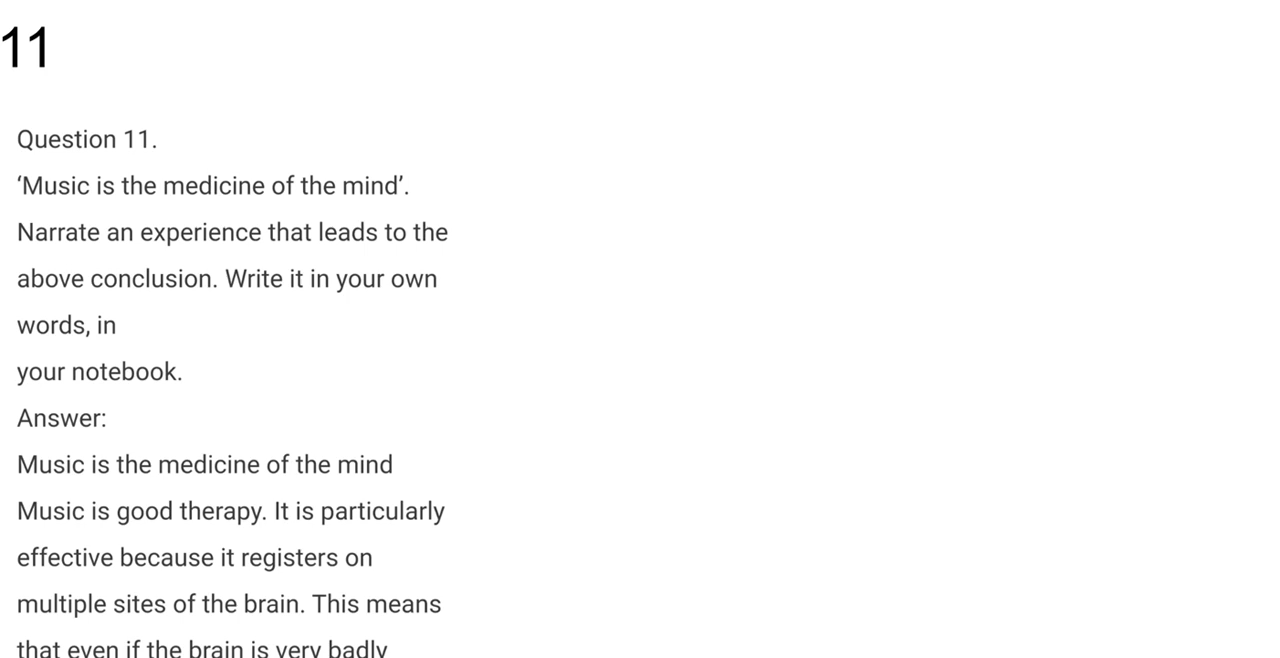 11
Question 11.
‘Music is the medicine of the mind’.
Narrate an experience that leads to the
above conclusion. Write it in your own
words, in
your notebook.
Answer:
Music is the medicine of the mind
Music is good therapy. It is particularly
effective because it registers on
multiple sites of the brain. This means
that even if the brain is very badly